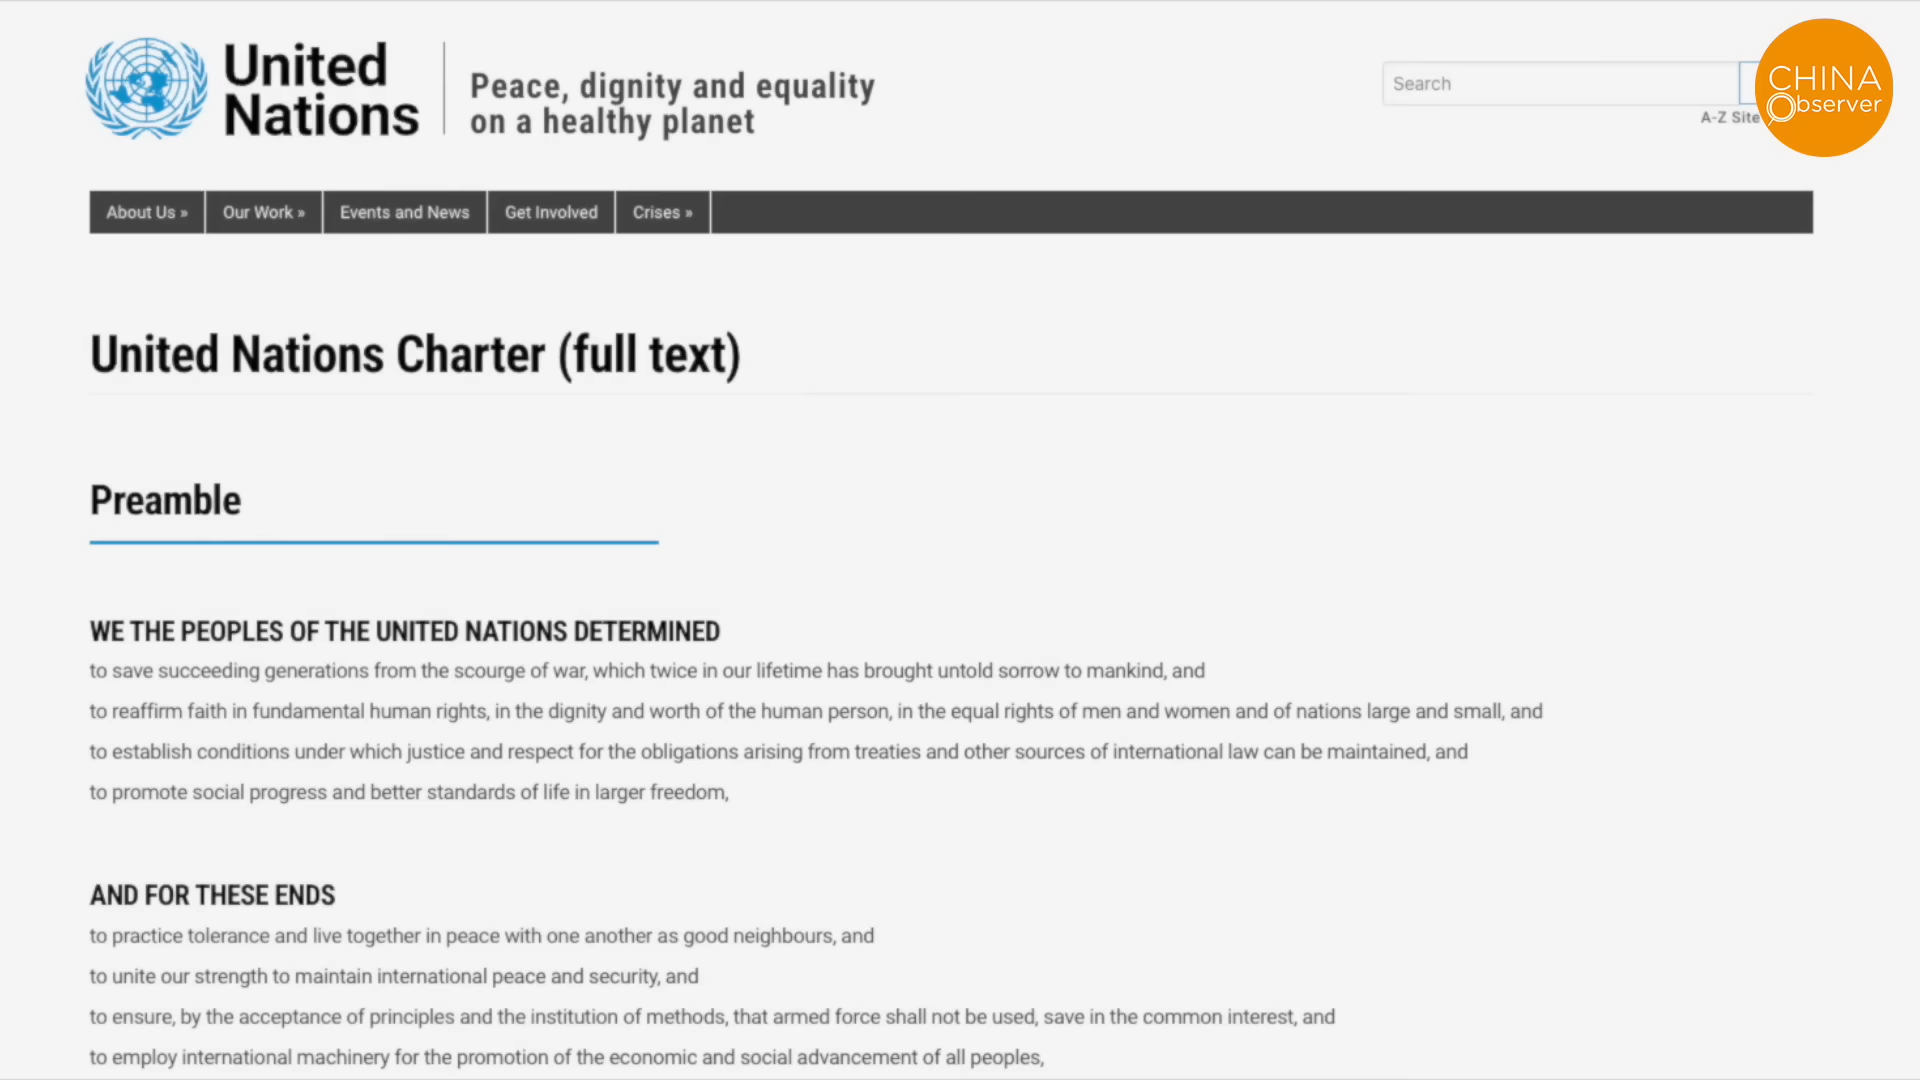 United
Nations
Peace, dignity and equality
on a healthy planet
Search
A-Z Site
CHINA
Observer
About Us »
Our Work »
Events and News
Get Involved
Crises »
United Nations Charter (full text)
Preamble
WE THE PEOPLES OF THE UNITED NATIONS DETERMINED
to save succeeding generations from the scourge of war, which twice in our lifetime has brought untold sorrow to mankind, and
to reaffirm faith in fundamental human rights, in the dignity and worth of the human person, in the equal rights of men and women and of nations large and small, and
to establish conditions under which justice and respect for the obligations arising from treaties and other sources of international law can be maintained, and
to promote social progress and better standards of life in larger freedom,
AND FOR THESE ENDS
to practice tolerance and live together in peace with one another as good neighbours, and
to unite our strength to maintain international peace and security, and
to ensure, by the acceptance of principles and the institution of methods, that armed force shall not be used, save in the common interest, and
to employ international machinery for the promotion of the economic and social advancement of all peoples,